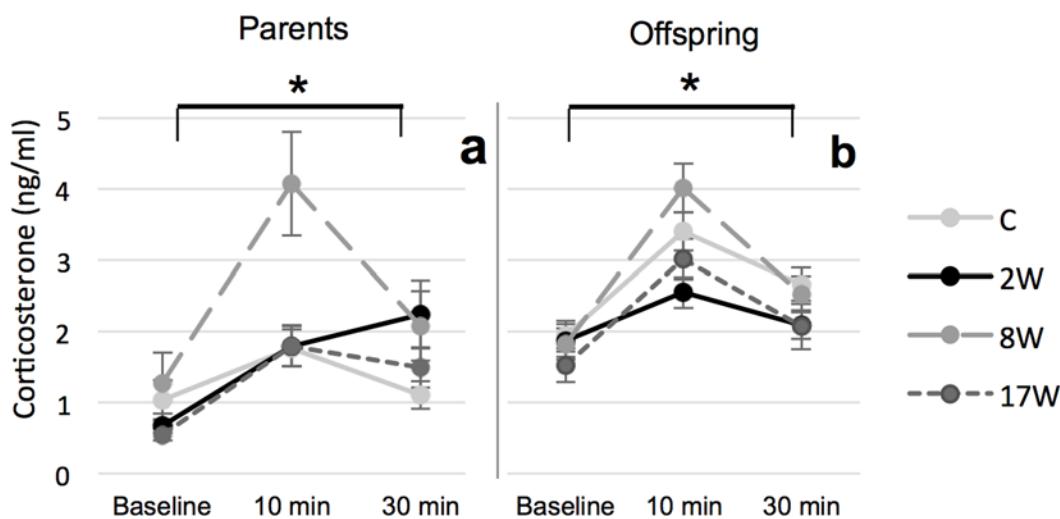 Parents
Offspring
*
*
a
b
Corticosterone (ng/ml)
5
4
3
2
1
0
Baseline 10 min 30 min
Baseline 10 min 30 min
C
2W
8W
17W